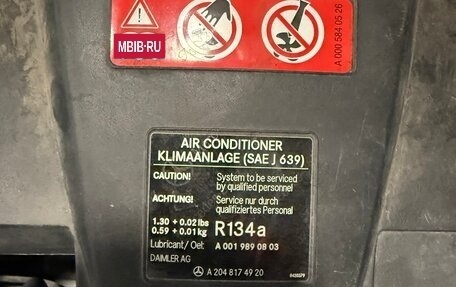 MBIB.RU
A 000 584 05 26
AIR CONDITIONER
KLIMAANLAGE (SAE J 639)
CAUTION! System to be serviced
by qualified personnel
ACHTUNG! Service nur durch
qualifiziertes Personal
1.30 + 0.02 lbs
0.59 + 0.01 kg R134a
Lubricant/Oel: A 001 989 08 03
DAIMLER AG
A 204 817 49 20